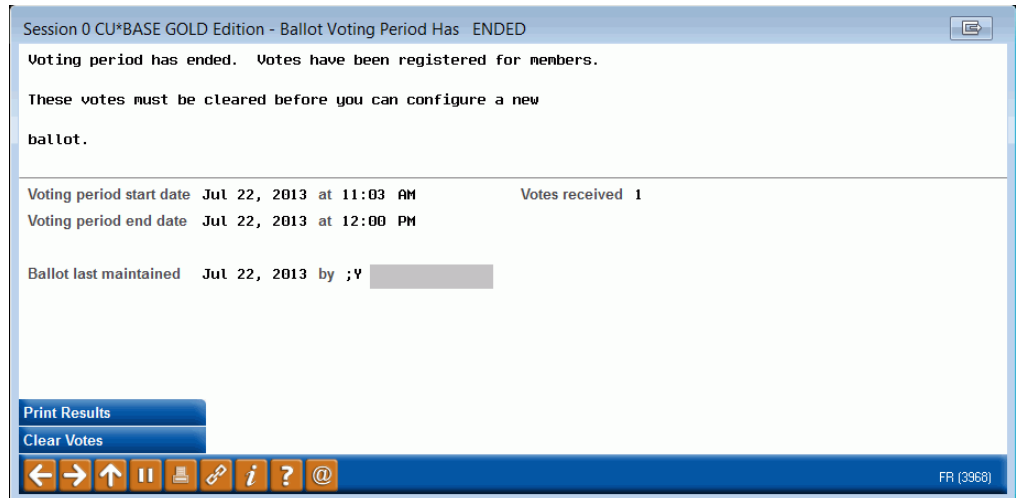 Session 0 CU*BASE GOLD Edition - Ballot Voting Period Has ENDED
Voting period has ended. Votes have been registered for members.
These votes must be cleared before you can configure a new
ballot.
Voting period start date Jul 22, 2013 at 11:03 AM Votes received 1
Voting period end date Jul 22, 2013 at 12:00 PM
Ballot last maintained Jul 22, 2013 by ;Y
Print Results
Clear Votes
FR (3968)